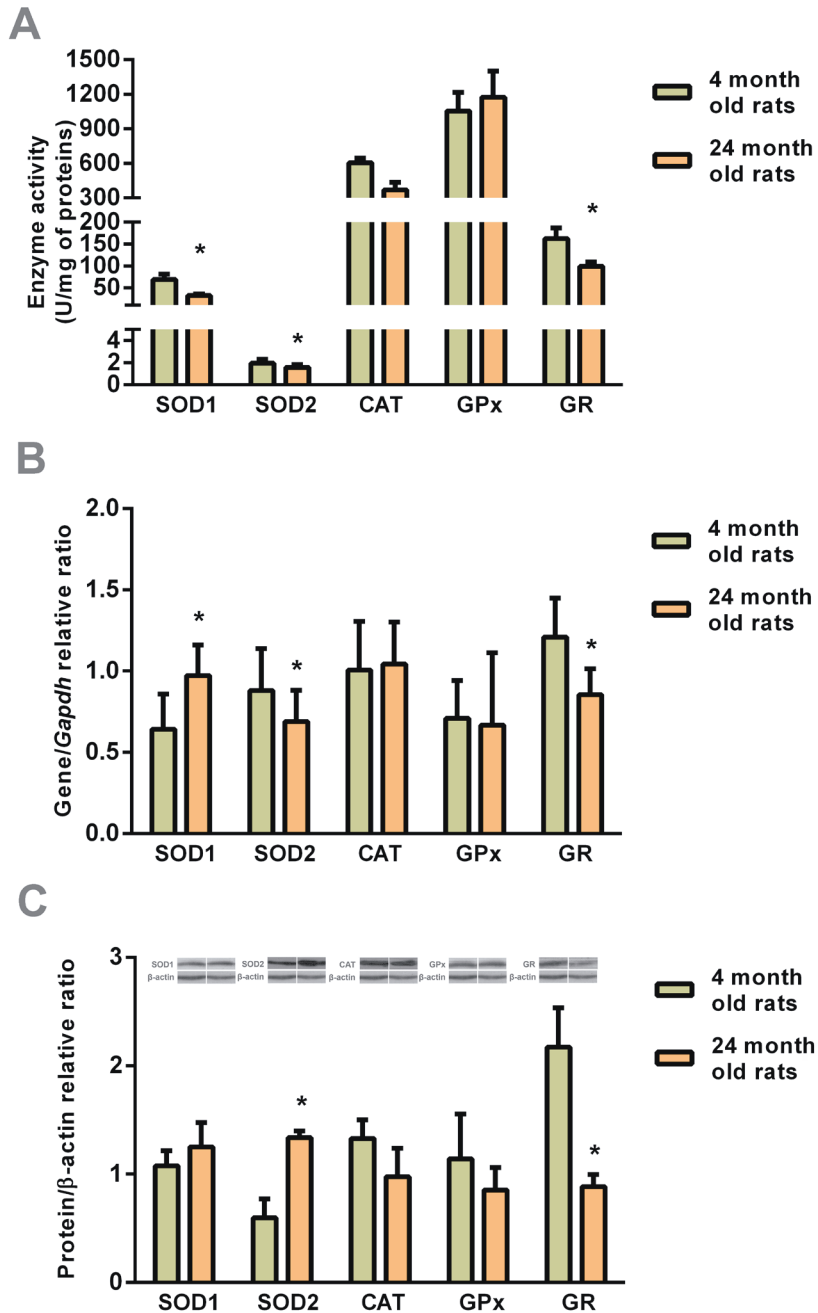 A
Enzyme activity
(U/mg of proteins)
1500
1200
900
600
300
200
150
100
50
4
2
0
*
*
*
SOD1 SOD2 CAT GPx GR
4 month
old rats
24 month
old rats
B
Gene/Gapdh relative ratio
2.0
1.5
1.0
0.5
0.0
*
*
*
SOD1 SOD2 CAT GPx GR
4 month
old rats
24 month
old rats
C
Protein/β-actin relative ratio
3
2
1
0
SOD1 SOD2 CAT GPx GR
β-actin β-actin β-actin β-actin β-actin
*
*
SOD1 SOD2 CAT GPx GR
4 month
old rats
24 month
old rats